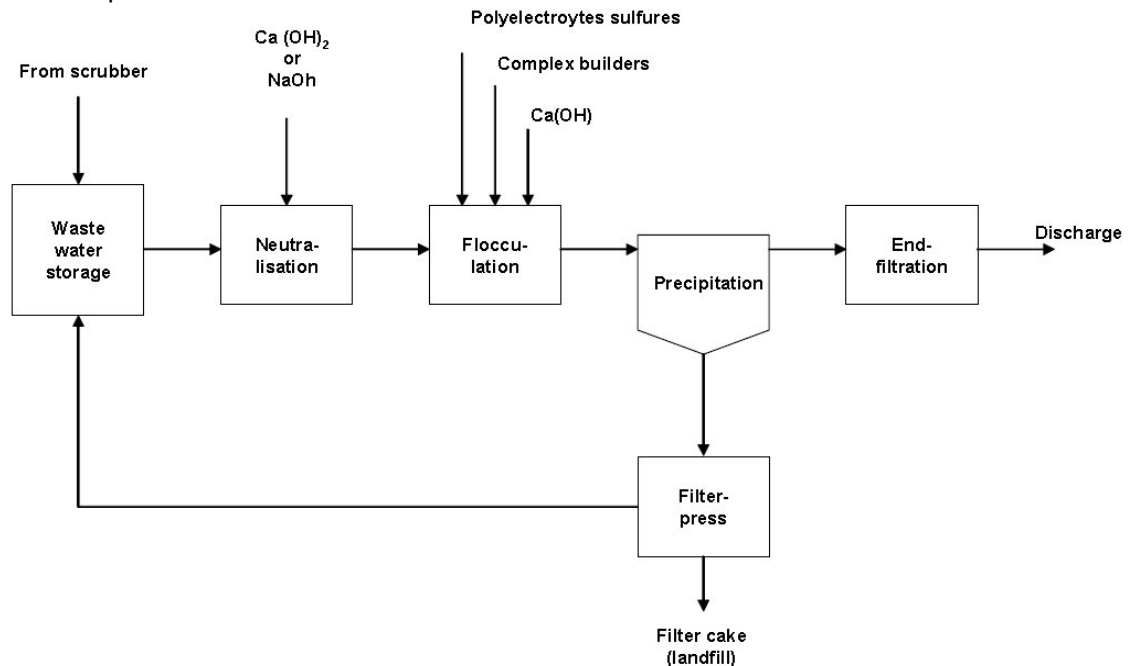 Polyelectroytes sulfures
Ca (OH)₂
or
NaOh
From scrubber
Complex builders
Ca(OH)
Waste
water
storage
Neutra-
lisation
Floccu-
lation
Precipitation
End-
filtration
Discharge
Filter-
press
Filter cake
(landfill)